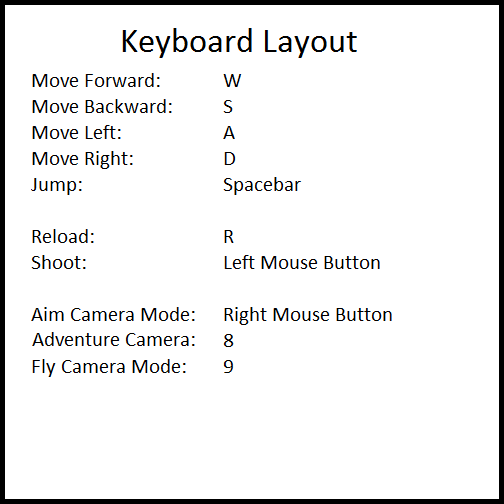 Keyboard Layout
Move Forward: W
Move Backward: S
Move Left: A
Move Right: D
Jump: Spacebar
Reload: R
Shoot: Left Mouse Button
Aim Camera Mode: Right Mouse Button
Adventure Camera: 8
Fly Camera Mode: 9